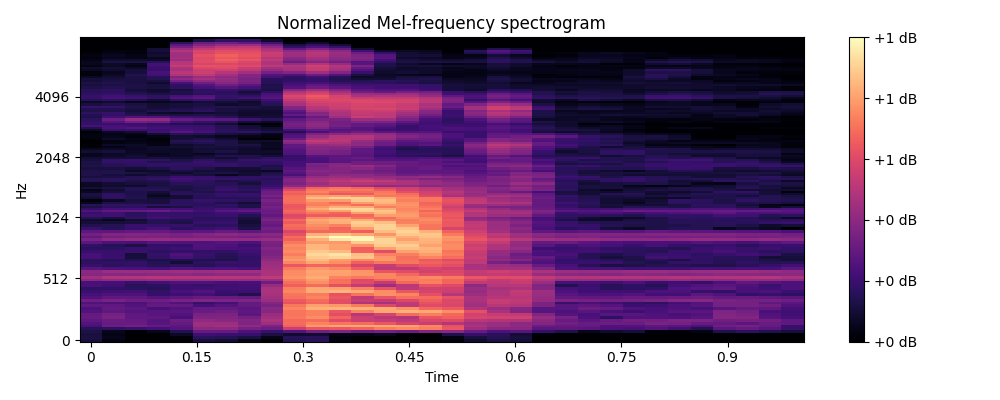 Normalized Mel-frequency spectrogram
Hz
4096
2048
1024
512
0
0 0.15 0.3 0.45 0.6 0.75 0.9
Time
+1 dB
+1 dB
+1 dB
+0 dB
+0 dB
+0 dB